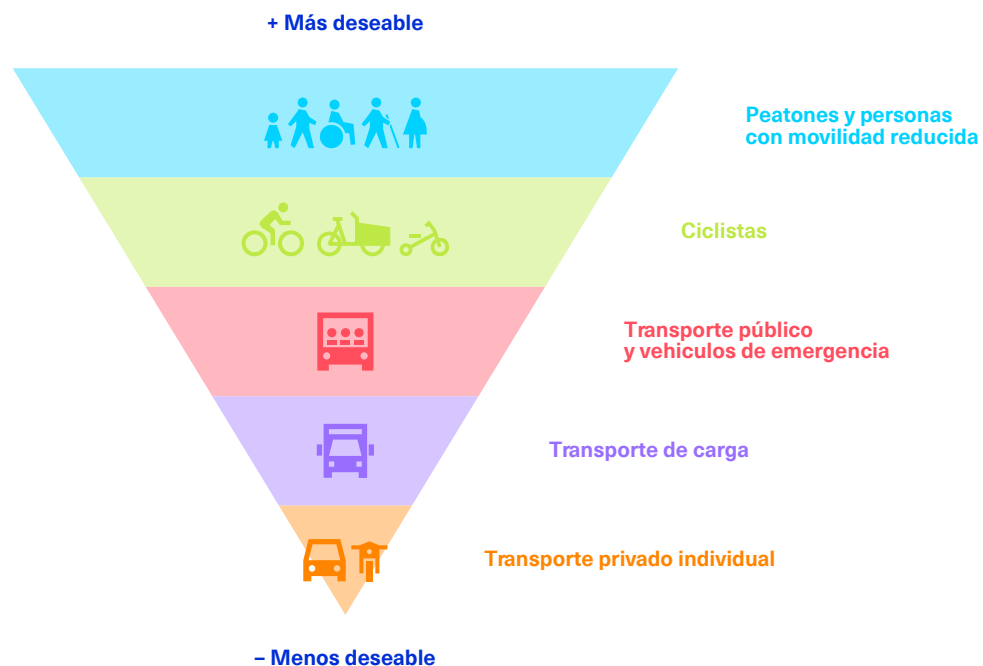 + Más deseable
Peatones y personas
con movilidad reducida
Ciclistas
Transporte público
y vehiculos de emergencia
Transporte de carga
Transporte privado individual
– Menos deseable